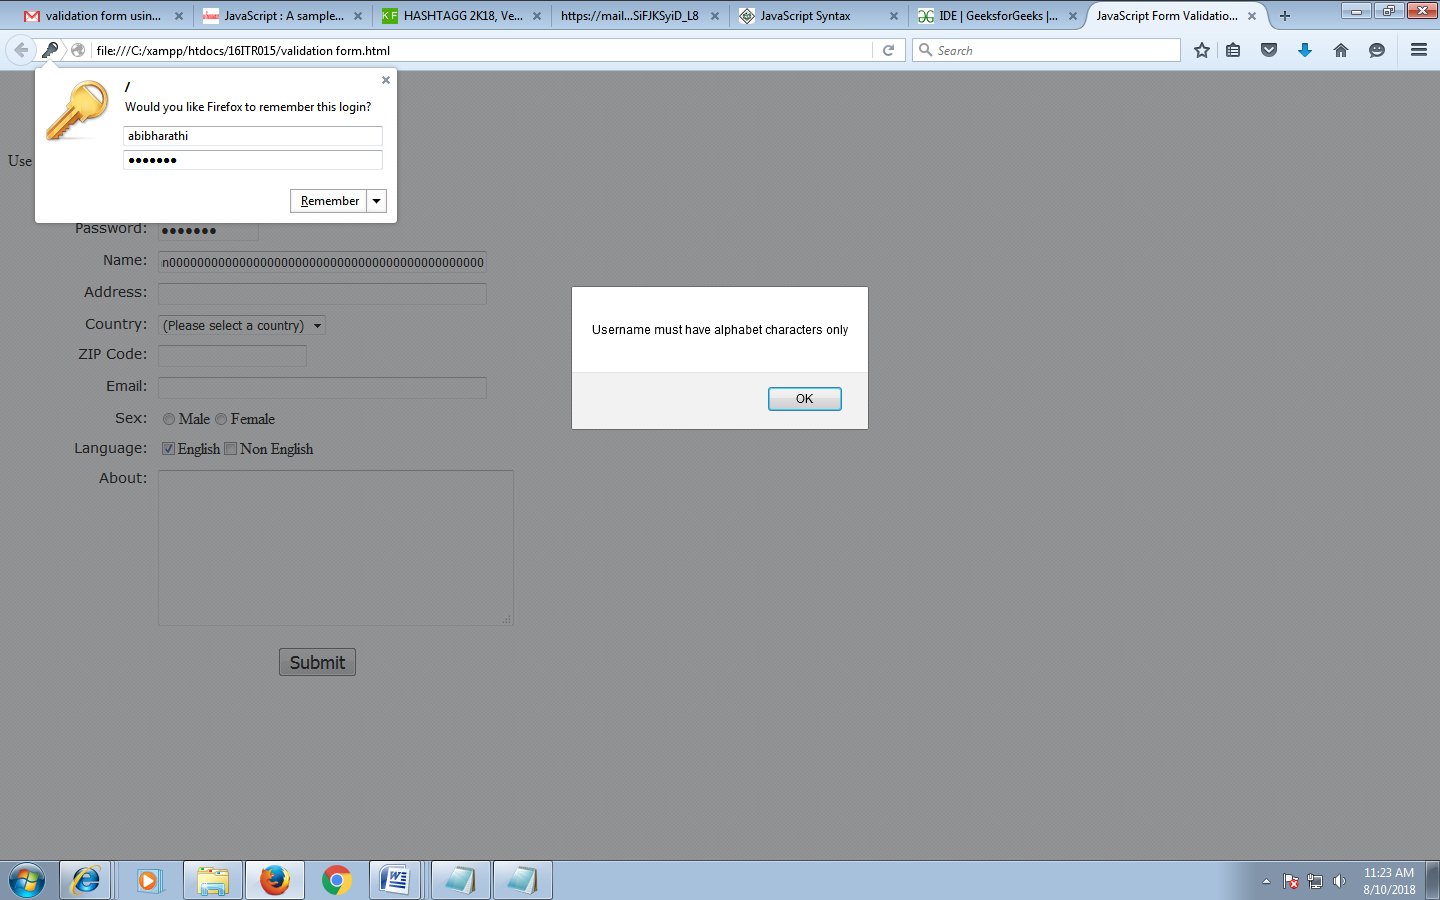 validation form usin...
JavaScript : A sample...
HASHTAGG 2K18, Ve...
https://mail...SiFJKSyiD_L8
JavaScript Syntax
IDE | GeeksforGeeks |...
JavaScript Form Validatio...
file:///C:/xampp/htdocs/16ITR015/validation form.html
Search
/
Would you like Firefox to remember this login?
abibharathi
●●●●●●●
Remember
Use
Password: ●●●●●●●
Name: n000000000000000000000000000000000000000000000
Address:
Country: (Please select a country)
ZIP Code:
Email:
Sex: Male Female
Language: English Non English
About:
Submit
Username must have alphabet characters only
OK
11:23 AM
8/10/2018